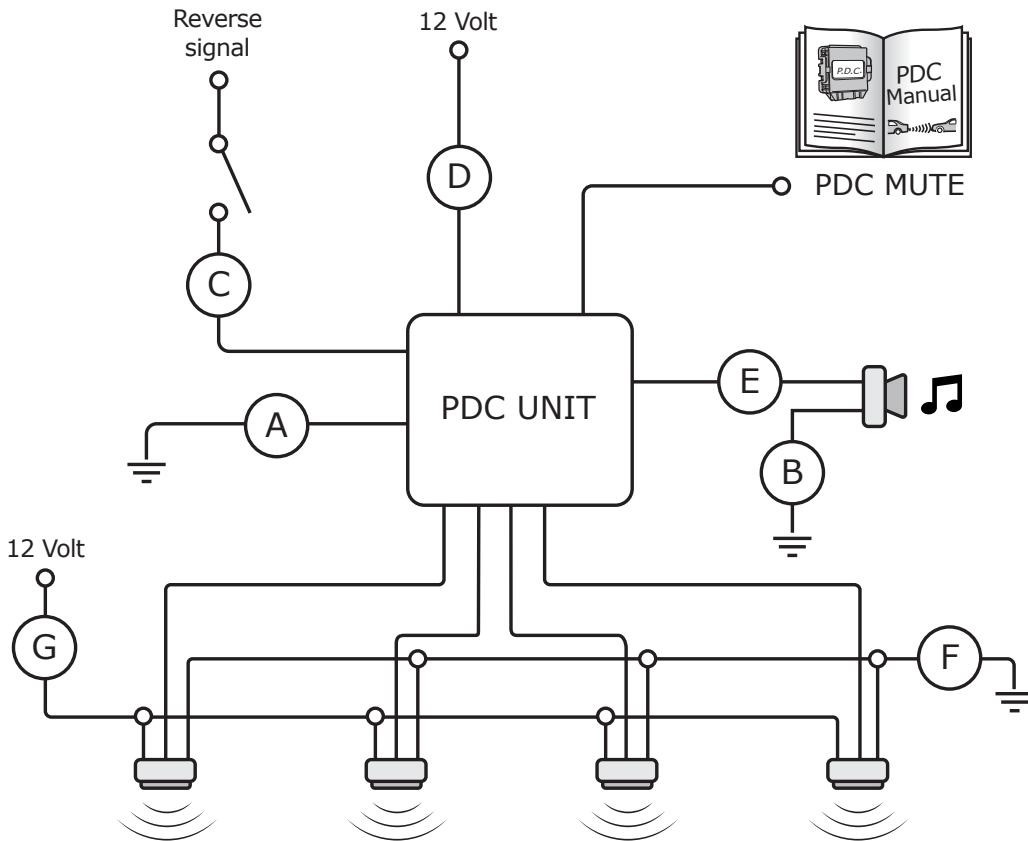 Reverse
signal
12 Volt
P.D.C.
PDC
Manual
PDC MUTE
D
C
E
PDC UNIT
A
B
12 Volt
G
F